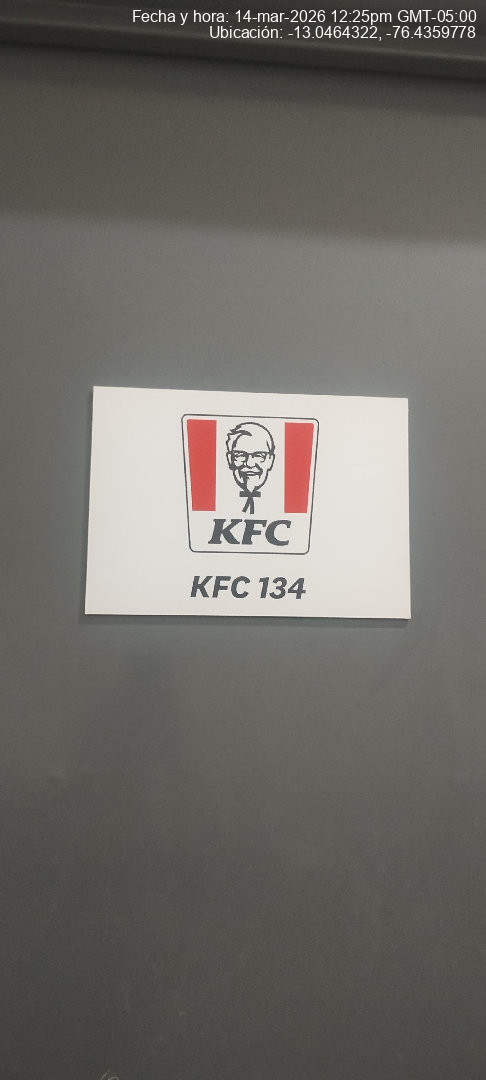 Fecha y hora: 14-mar-2026 12:25pm GMT-05:00
Ubicación: -13.0464322, -76.4359778
KFC
KFC 134